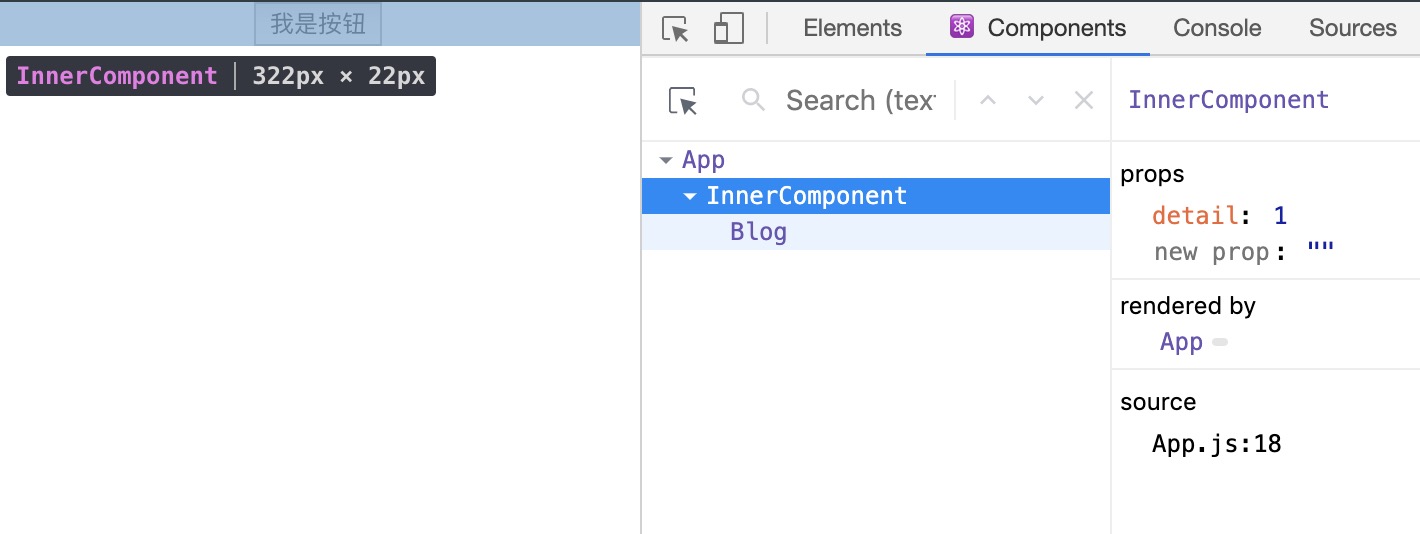 我是按钮
InnerComponent | 322px × 22px
Elements Components Console Sources
Search (tex
InnerComponent
App
InnerComponent
Blog
props
detail: 1
new prop: ""
rendered by
App
source
App.js:18